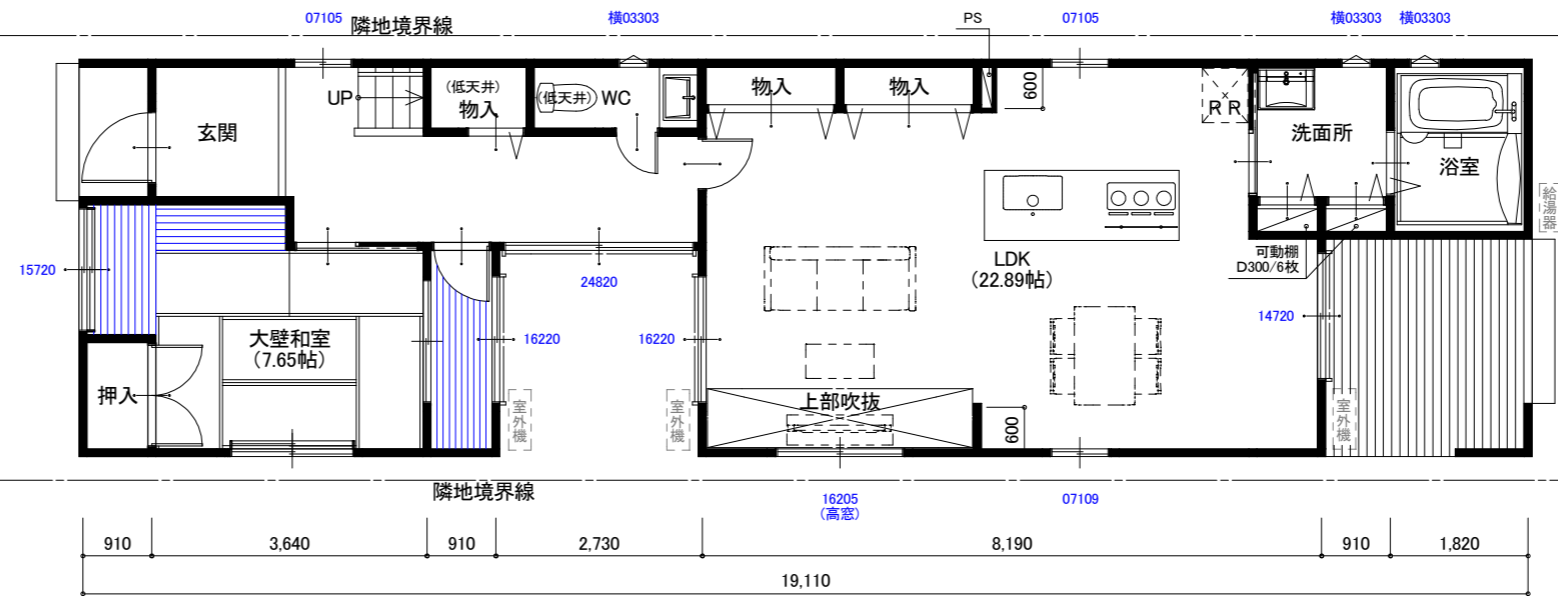 07105
横03303
PS
07105
横03303
横03303
隣地境界線
玄関
UP
(低天井)
物入
(低天井)
WC
物入
物入
600
R R
洗面所
浴室
給湯器
15720
24820
LDK
(22.89帖)
可動棚
D300/6枚
大壁和室
(7.65帖)
16220
16220
14720
押入
室外機
室外機
上部吹抜
600
室外機
隣地境界線
16205
(高窓)
07109
910
3,640
910
2,730
8,190
910
1,820
19,110